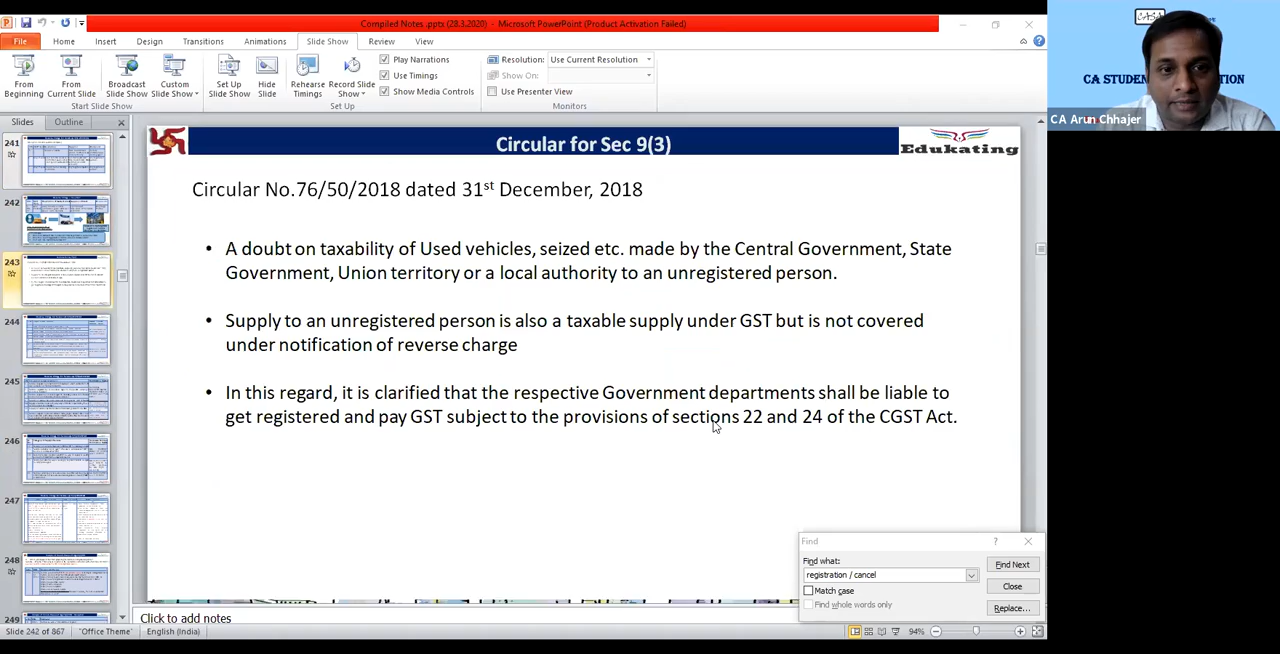 Compiled Notes .pptx (28.3.2020) - Microsoft PowerPoint (Product Activation Failed)
File Home Insert Design Transitions Animations Slide Show Review View
From Beginning
From Current Slide
Broadcast Slide Show
Custom Slide Show
Start Slide Show
Set Up Slide Show
Hide Slide
Rehearse Timings
Record Slide Show
Play Narrations
Use Timings
Show Media Controls
Set Up
Resolution: Use Current Resolution
Show On:
Use Presenter View
Monitors
CA STUDEN
TION
CA Arun Chhajer
Slides Outline
241
242
243
244
245
246
247
248
249
Circular for Sec 9(3)
Edukating
Circular No.76/50/2018 dated 31st December, 2018
• A doubt on taxability of Used vehicles, seized etc. made by the Central Government, State
Government, Union territory or a local authority to an unregistered person.
• Supply to an unregistered person is also a taxable supply under GST but is not covered
under notification of reverse charge
• In this regard, it is clarified that the respective Government departments shall be liable to
get registered and pay GST subject to the provisions of sections 22 and 24 of the CGST Act.
Find
Find what:
registration / cancel
Match case
Find whole words only
Find Next
Close
Replace...
Click to add notes
Slide 242 of 867 "Office Theme" English (India) 94%